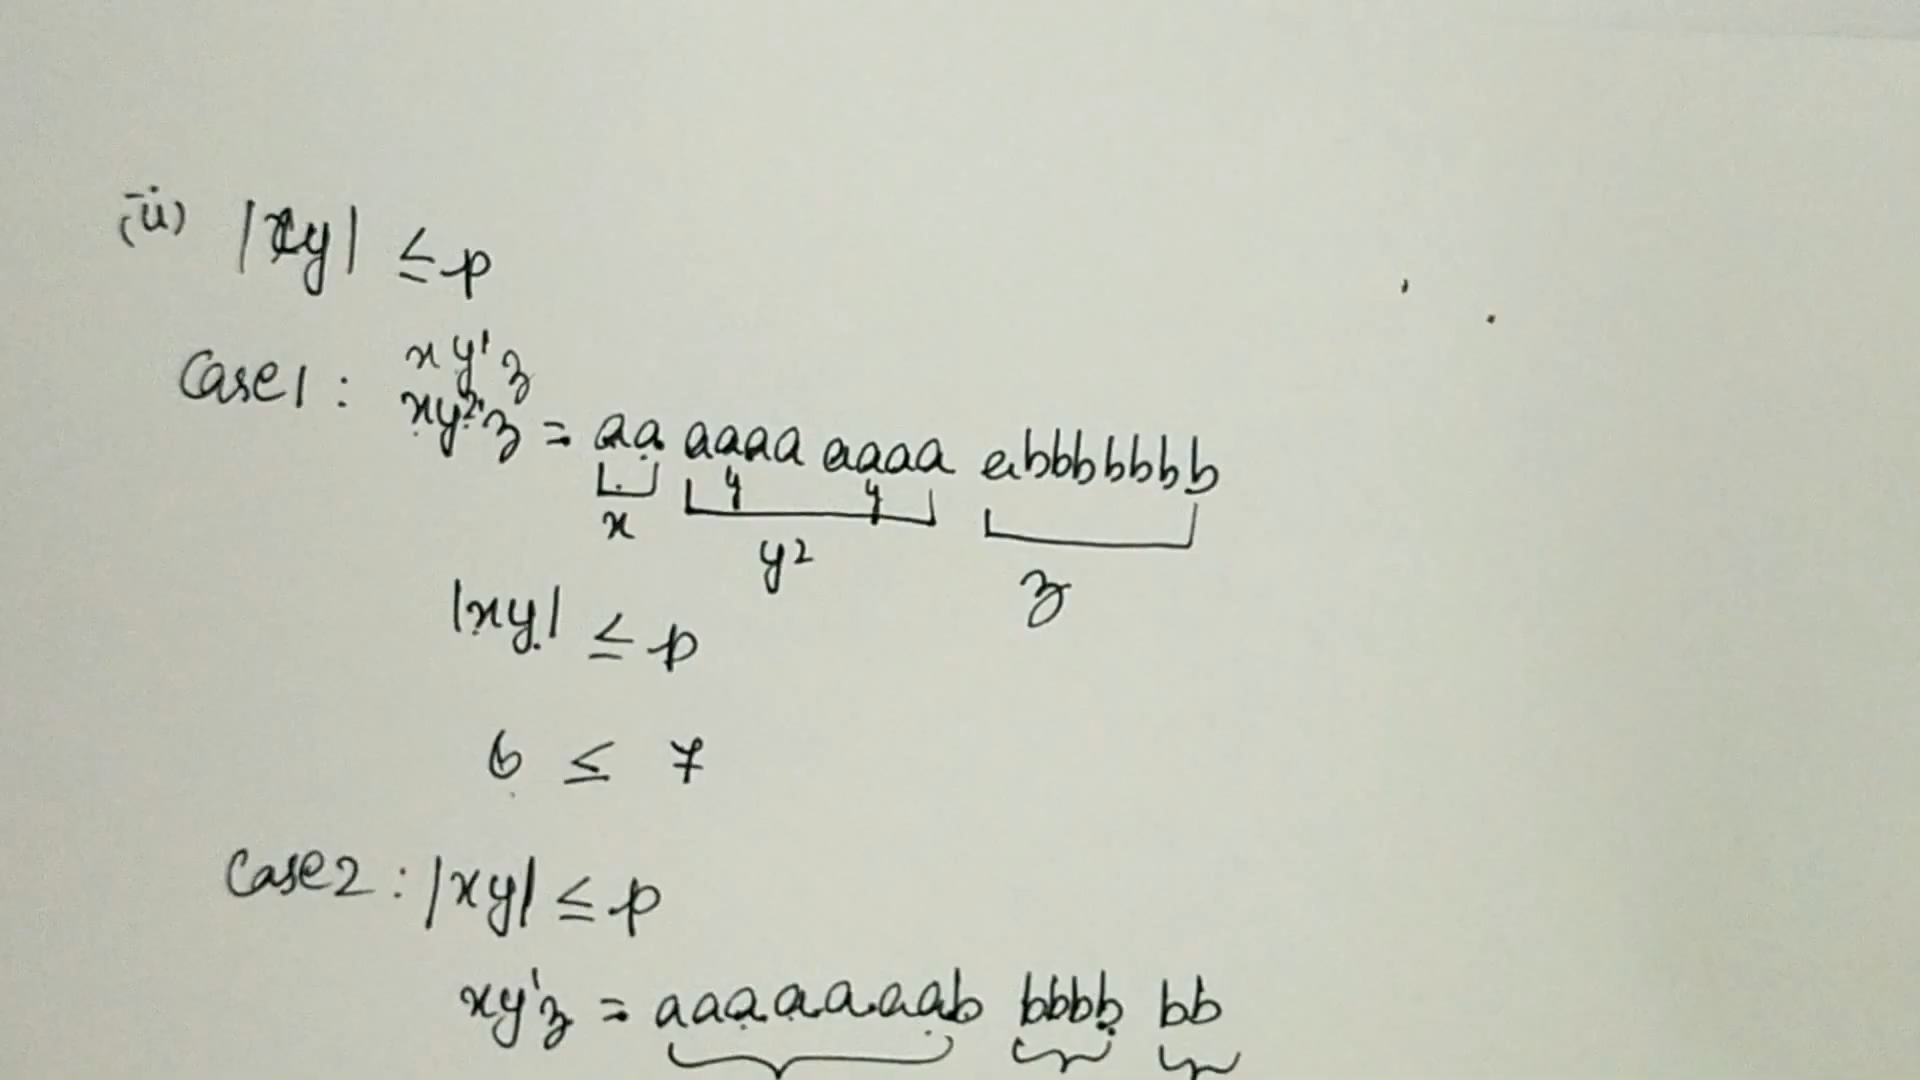 (ii) |xy| ≤ p
Case1 : xy¹z
xy²z = aa aaaa aaaa abbbbbbb
y y
x y² z
|xy| ≤ p
6 ≤ 7
Case2 : |xy| ≤ p
xy¹z = aaaaaaab bbbb bb